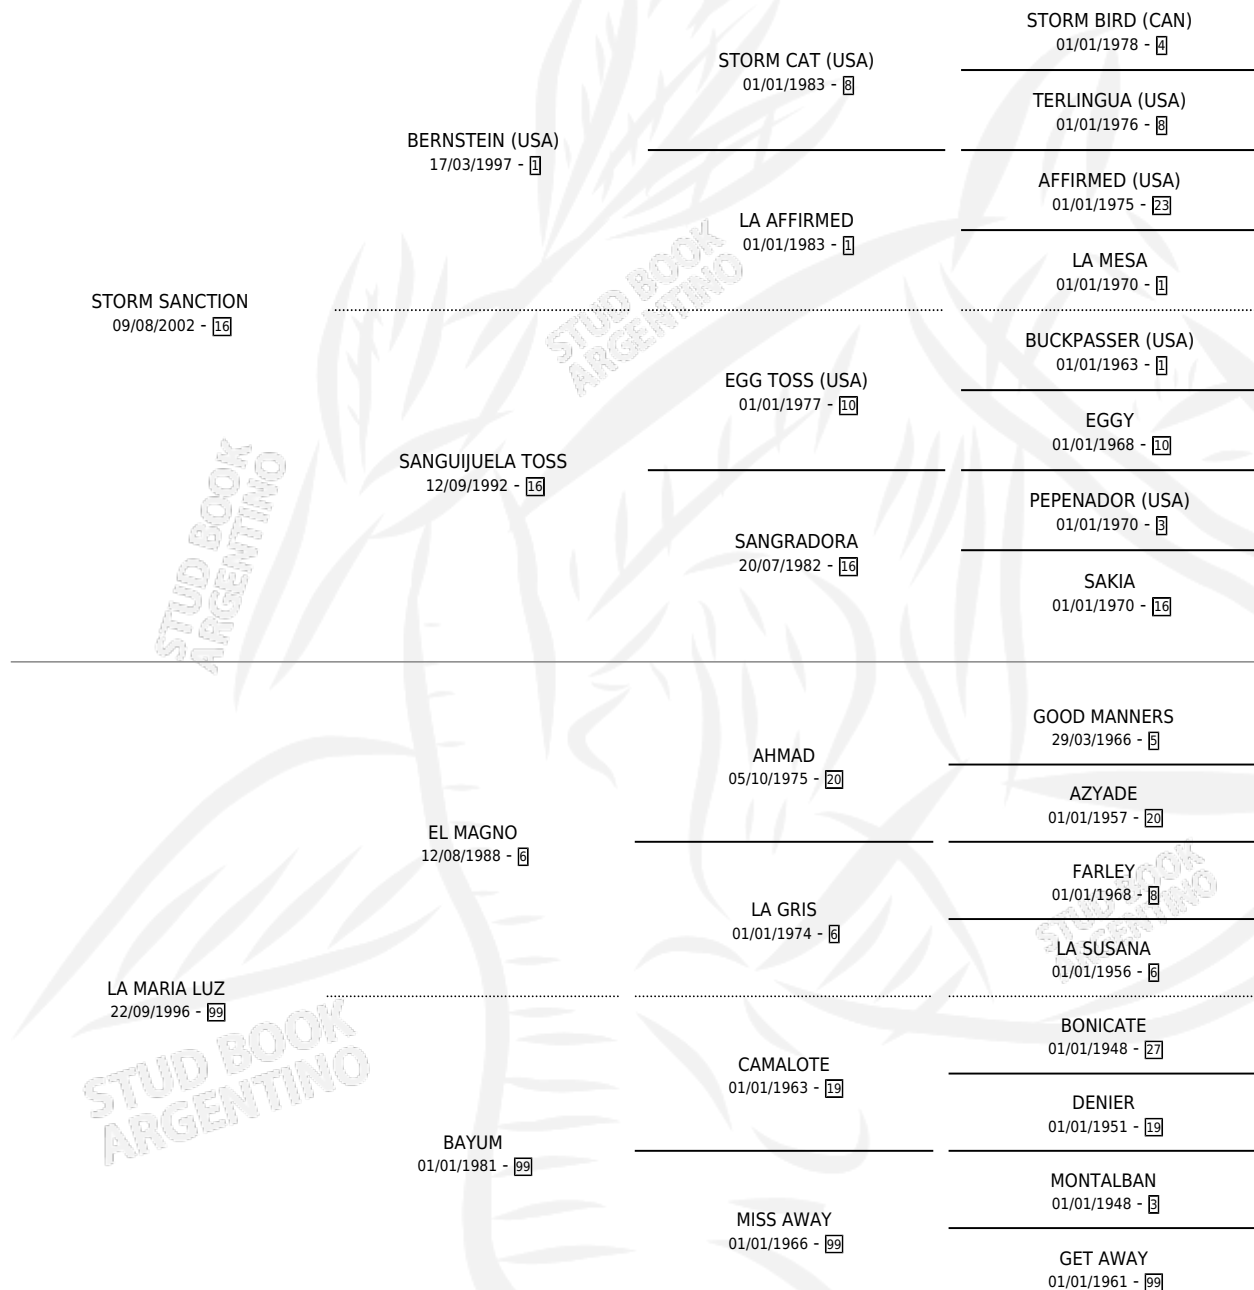 STORM BIRD (CAN)
01/01/1978 - 4
STORM CAT (USA)
01/01/1983 - 8
TERLINGUA (USA)
01/01/1976 - 8
BERNSTEIN (USA)
17/03/1997 - 1
AFFIRMED (USA)
01/01/1975 - 23
LA AFFIRMED
01/01/1983 - 1
LA MESA
01/01/1970 - 1
STORM SANCTION
09/08/2002 - 16
BUCKPASSER (USA)
01/01/1963 - 1
EGG TOSS (USA)
01/01/1977 - 10
EGGY
01/01/1968 - 10
SANGUIJUELA TOSS
12/09/1992 - 16
PEPENADOR (USA)
01/01/1970 - 3
SANGRADORA
20/07/1982 - 16
SAKIA
01/01/1970 - 16
GOOD MANNERS
29/03/1966 - 5
AHMAD
05/10/1975 - 20
AZYADE
01/01/1957 - 20
EL MAGNO
12/08/1988 - 6
FARLEY
01/01/1968 - 8
LA GRIS
01/01/1974 - 6
LA SUSANA
01/01/1956 - 6
LA MARIA LUZ
22/09/1996 - 99
BONICATE
01/01/1948 - 27
CAMALOTE
01/01/1963 - 19
DENIER
01/01/1951 - 19
BAYUM
01/01/1981 - 99
MONTALBAN
01/01/1948 - 3
MISS AWAY
01/01/1966 - 99
GET AWAY
01/01/1961 - 99
STUD BOOK
ARGENTINO
STUD BOOK
ARGENTINO
STUD BOOK
ARGENTINO
STUD BOOK
ARGENTINO